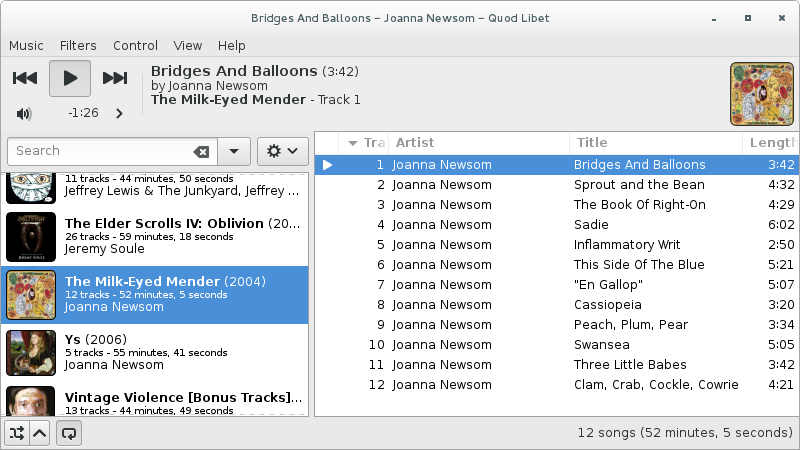 Bridges And Balloons – Joanna Newsom – Quod Libet
Music Filters Control View Help
Bridges And Balloons (3:42)
by Joanna Newsom
The Milk-Eyed Mender - Track 1
-1:26
Search
11 tracks - 44 minutes, 50 seconds
Jeffrey Lewis & The Junkyard, Jeffrey ...
The Elder Scrolls IV: Oblivion (20...
26 tracks - 59 minutes, 18 seconds
Jeremy Soule
The Milk-Eyed Mender (2004)
12 tracks - 52 minutes, 5 seconds
Joanna Newsom
Ys (2006)
5 tracks - 55 minutes, 41 seconds
Joanna Newsom
Vintage Violence [Bonus Tracks]...
13 tracks - 44 minutes, 49 seconds
Tra Artist Title Length
1 Joanna Newsom Bridges And Balloons 3:42
2 Joanna Newsom Sprout and the Bean 4:32
3 Joanna Newsom The Book Of Right-On 4:29
4 Joanna Newsom Sadie 6:02
5 Joanna Newsom Inflammatory Writ 2:50
6 Joanna Newsom This Side Of The Blue 5:21
7 Joanna Newsom "En Gallop" 5:07
8 Joanna Newsom Cassiopeia 3:20
9 Joanna Newsom Peach, Plum, Pear 3:34
10 Joanna Newsom Swansea 5:05
11 Joanna Newsom Three Little Babes 3:42
12 Joanna Newsom Clam, Crab, Cockle, Cowrie 4:21
12 songs (52 minutes, 5 seconds)